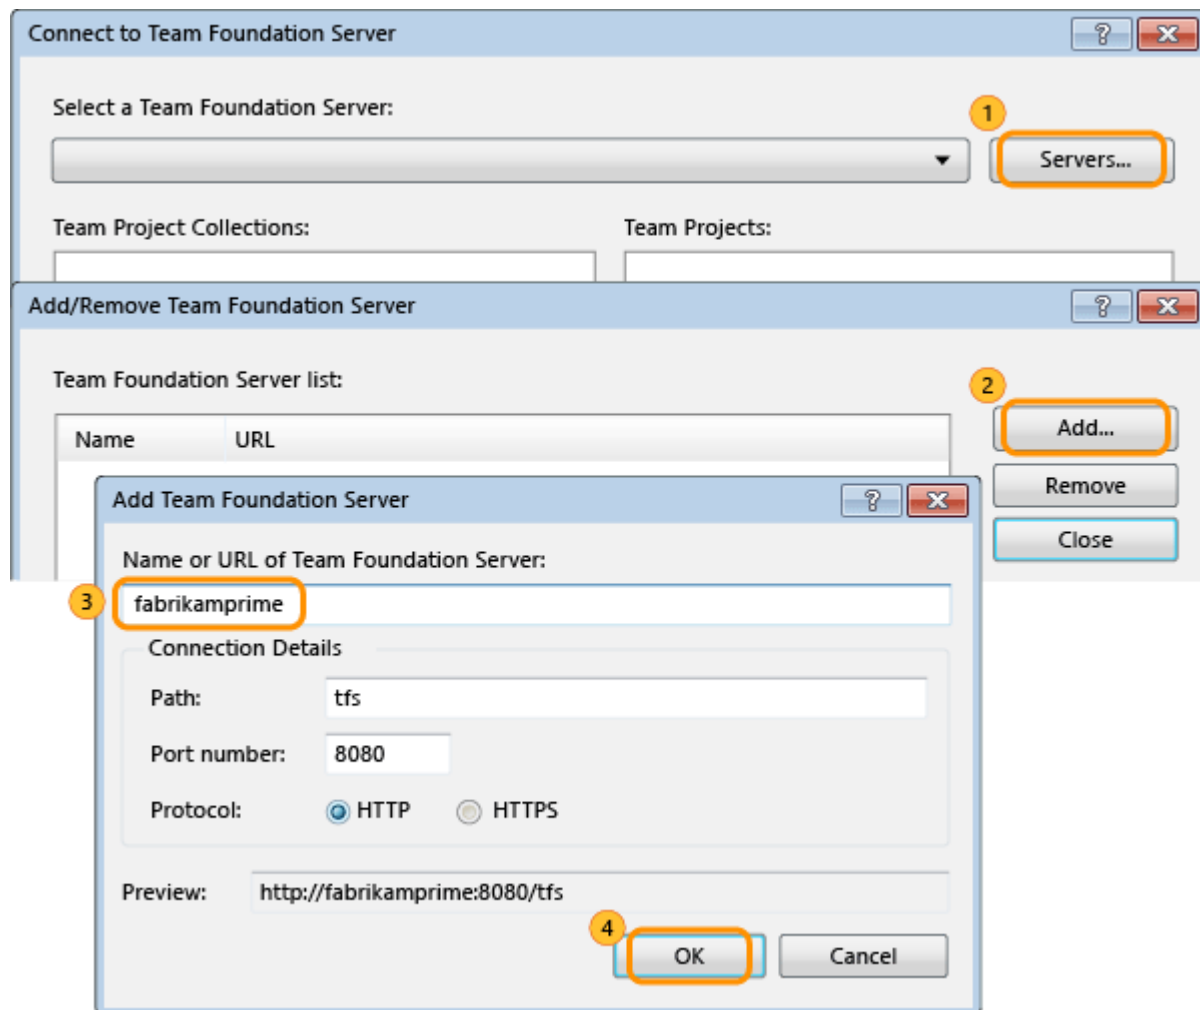 Connect to Team Foundation Server
?
Select a Team Foundation Server:
1
Servers...
Team Project Collections:
Team Projects:
Add/Remove Team Foundation Server
?
Team Foundation Server list:
2
Name URL
Add...
Remove
Close
Add Team Foundation Server
?
Name or URL of Team Foundation Server:
3
fabrikamprime
Connection Details
Path: tfs
Port number: 8080
Protocol: HTTP HTTPS
Preview: http://fabrikamprime:8080/tfs
4
OK Cancel